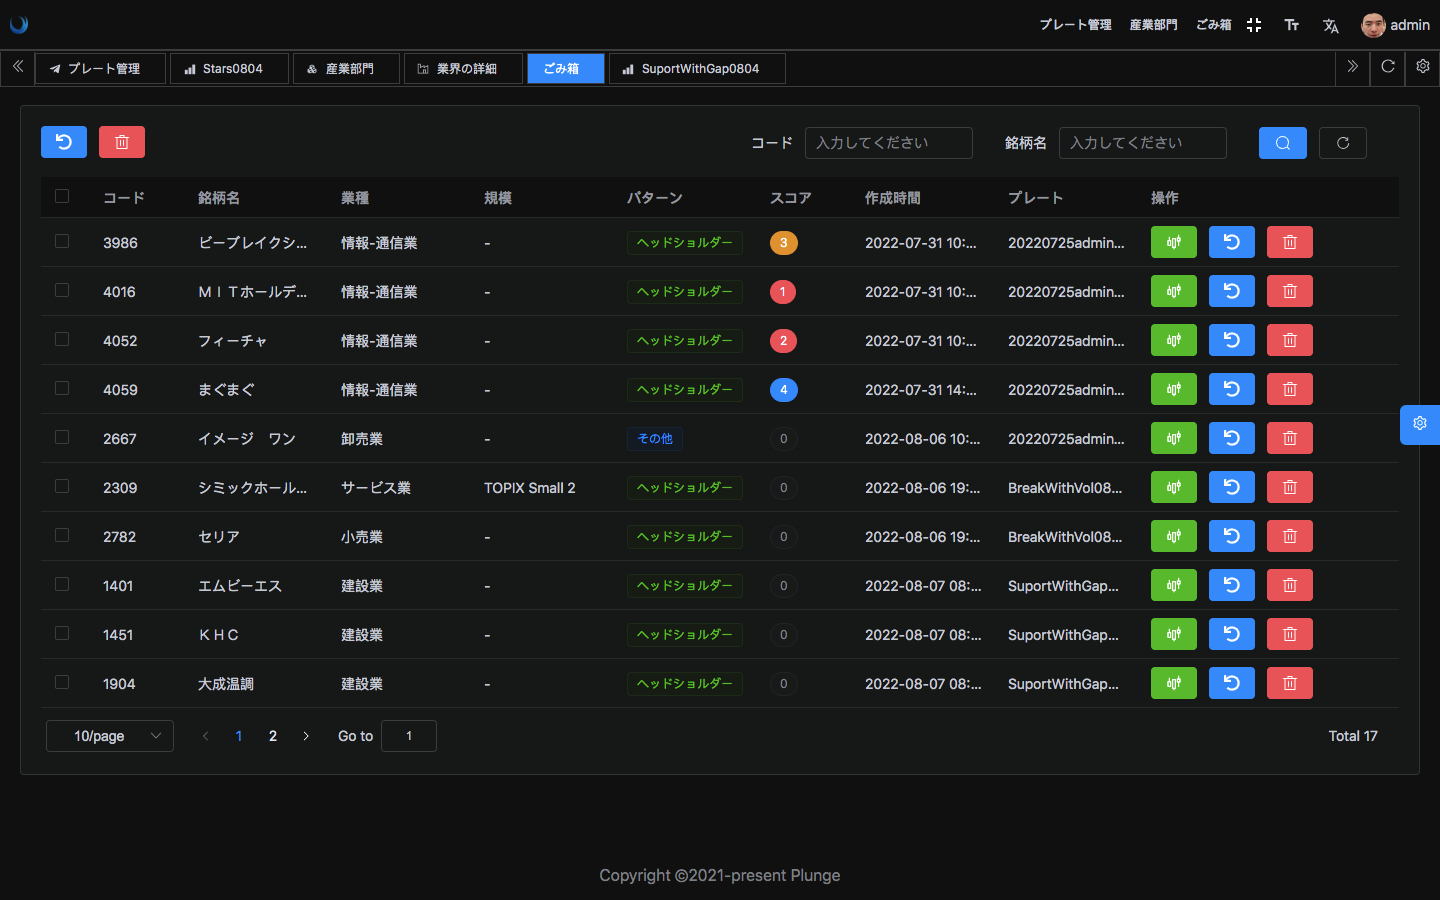 プレート管理 産業部門 ごみ箱 admin
プレート管理 Stars0804 産業部門 業界の詳細 ごみ箱 SuportWithGap0804
コード 入力してください 銘柄名 入力してください
コード 銘柄名 業種 規模 パターン スコア 作成時間 プレート 操作
3986 ビーブレイクシ... 情報-通信業 - ヘッドショルダー 3 2022-07-31 10:... 20220725admin...
4016 ＭＩＴホールデ... 情報-通信業 - ヘッドショルダー 1 2022-07-31 10:... 20220725admin...
4052 フィーチャ 情報-通信業 - ヘッドショルダー 2 2022-07-31 10:... 20220725admin...
4059 まぐまぐ 情報-通信業 - ヘッドショルダー 4 2022-07-31 14:... 20220725admin...
2667 イメージ　ワン 卸売業 - その他 0 2022-08-06 10:... 20220725admin...
2309 シミックホール... サービス業 TOPIX Small 2 ヘッドショルダー 0 2022-08-06 19:... BreakWithVol08...
2782 セリア 小売業 - ヘッドショルダー 0 2022-08-06 19:... BreakWithVol08...
1401 エムビーエス 建設業 - ヘッドショルダー 0 2022-08-07 08:... SuportWithGap...
1451 ＫＨＣ 建設業 - ヘッドショルダー 0 2022-08-07 08:... SuportWithGap...
1904 大成温調 建設業 - ヘッドショルダー 0 2022-08-07 08:... SuportWithGap...
10/page 1 2 Go to 1 Total 17
Copyright ©2021-present Plunge